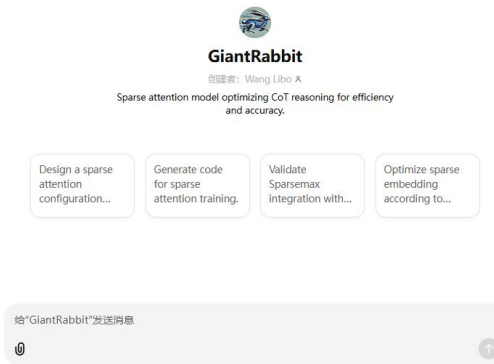 GiantRabbit
创建者：Wang Libo
Sparse attention model optimizing CoT reasoning for efficiency
and accuracy.
Design a sparse
attention
configuration...
Generate code
for sparse
attention training.
Validate
Sparsemax
integration with...
Optimize sparse
embedding
according to...
给“GiantRabbit”发送消息